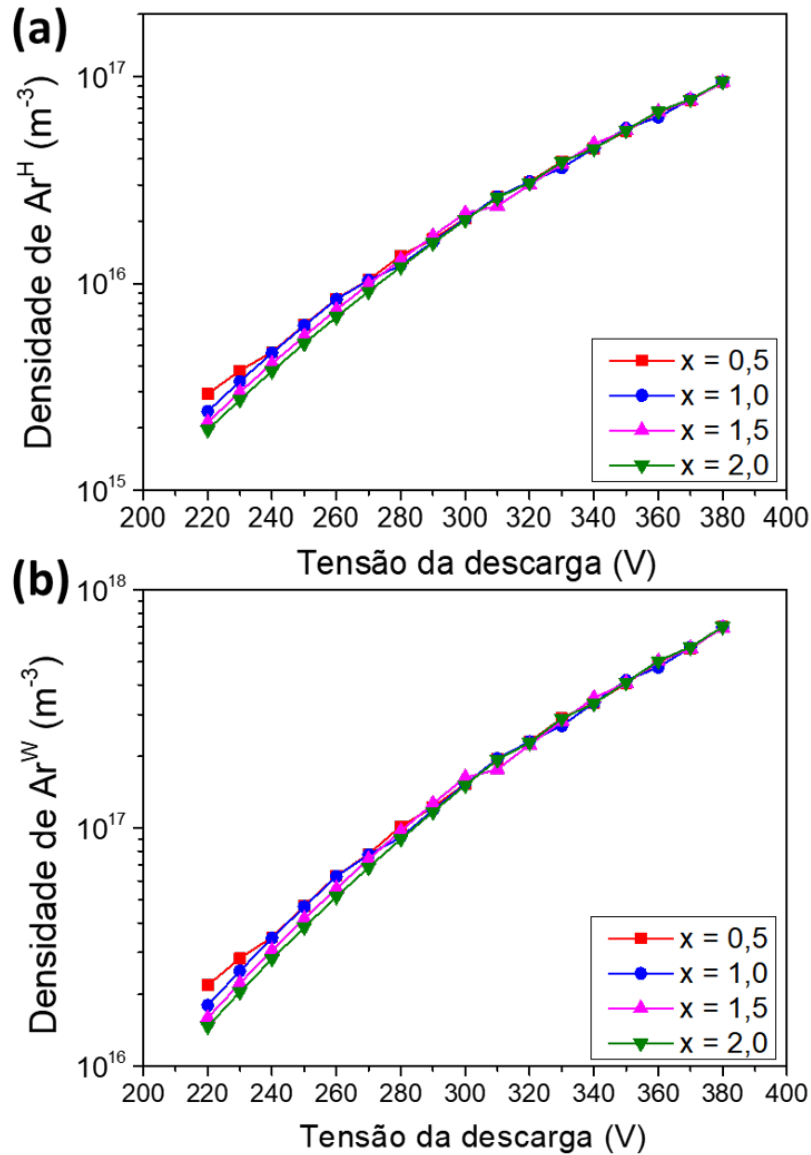 (a)
Densidade de Ar^H (m^-3)
10^17
10^16
10^15
x = 0,5
x = 1,0
x = 1,5
x = 2,0
200 220 240 260 280 300 320 340 360 380 400
Tensão da descarga (V)
(b)
Densidade de Ar^W (m^-3)
10^18
10^17
10^16
x = 0,5
x = 1,0
x = 1,5
x = 2,0
200 220 240 260 280 300 320 340 360 380 400
Tensão da descarga (V)